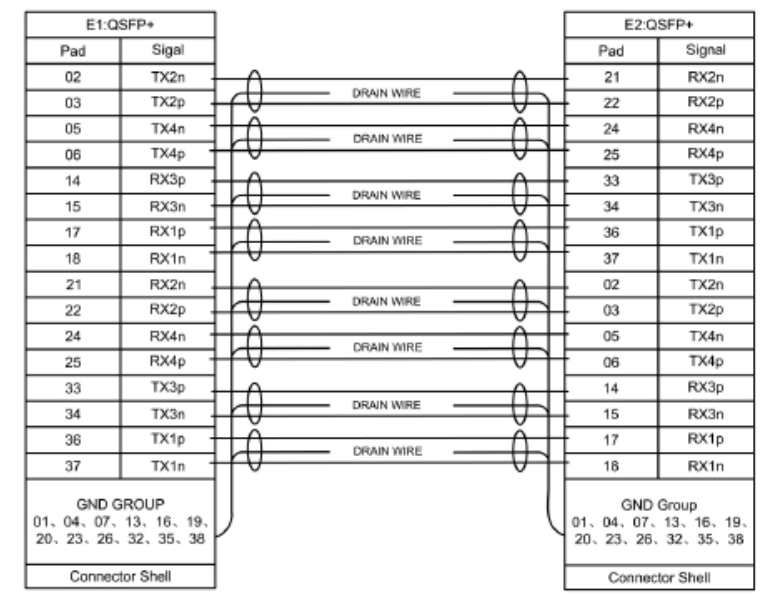 E1:QSFP+ E2:QSFP+
Pad Sigal Pad Signal
02 TX2n 21 RX2n
DRAIN WIRE
03 TX2p 22 RX2p
05 TX4n 24 RX4n
DRAIN WIRE
06 TX4p 25 RX4p
14 RX3p 33 TX3p
DRAIN WIRE
15 RX3n 34 TX3n
17 RX1p 36 TX1p
DRAIN WIRE
18 RX1n 37 TX1n
21 RX2n 02 TX2n
DRAIN WIRE
22 RX2p 03 TX2p
24 RX4n 05 TX4n
DRAIN WIRE
25 RX4p 06 TX4p
33 TX3p 14 RX3p
DRAIN WIRE
34 TX3n 15 RX3n
36 TX1p 17 RX1p
DRAIN WIRE
37 TX1n 18 RX1n
GND GROUP GND Group
01、04、07、13、16、19、 01、04、07、13、16、19、
20、23、26、32、35、38 20、23、26、32、35、38
Connector Shell Connector Shell